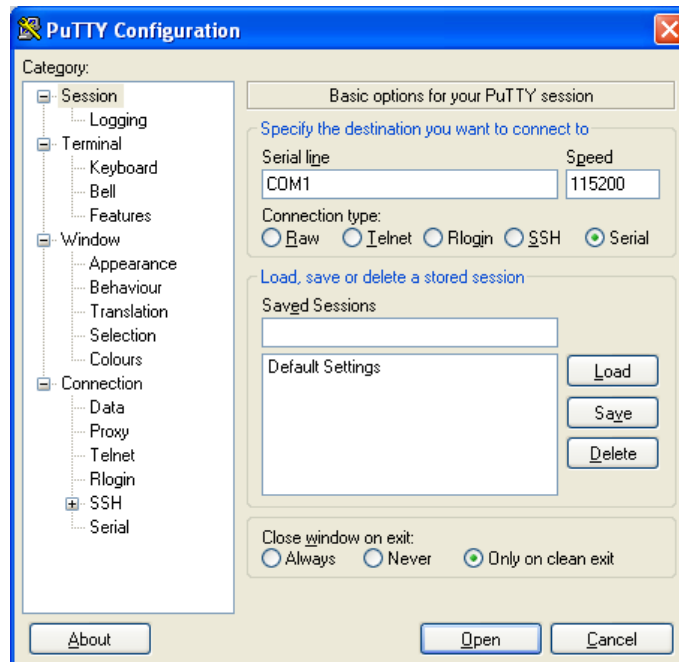 PuTTY Configuration
Category:
Session
Logging
Terminal
Keyboard
Bell
Features
Window
Appearance
Behaviour
Translation
Selection
Colours
Connection
Data
Proxy
Telnet
Rlogin
SSH
Serial
Basic options for your PuTTY session
Specify the destination you want to connect to
Serial line Speed
COM1 115200
Connection type:
Raw Telnet Rlogin SSH Serial
Load, save or delete a stored session
Saved Sessions
Default Settings
Load
Save
Delete
Close window on exit:
Always Never Only on clean exit
About Open Cancel